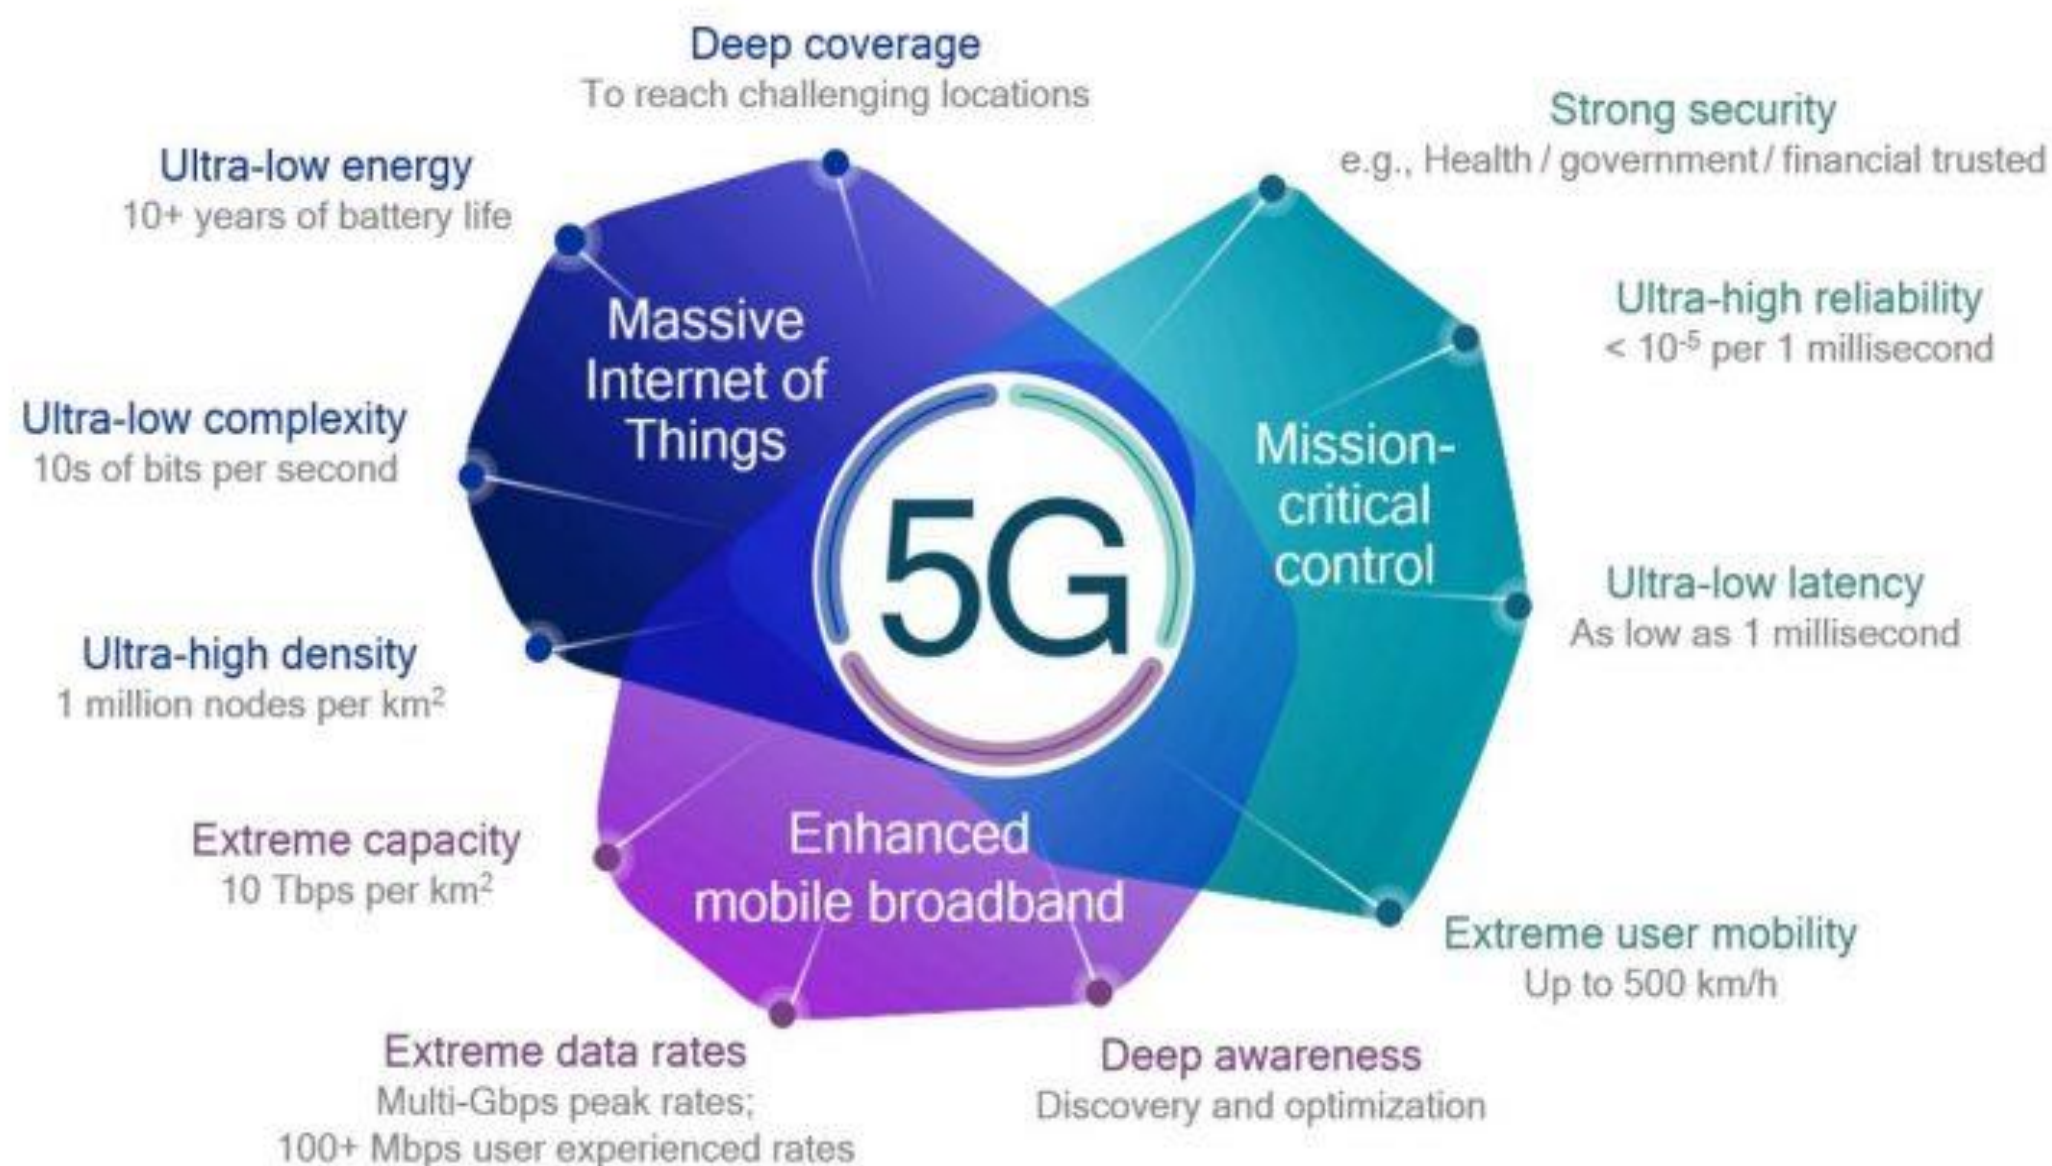 Deep coverage
To reach challenging locations
Strong security
e.g., Health / government / financial trusted
Ultra-low energy
10+ years of battery life
Ultra-high reliability
< 10⁻⁵ per 1 millisecond
Massive
Internet of
Things
Ultra-low complexity
10s of bits per second
Mission-
critical
control
5G
Ultra-low latency
As low as 1 millisecond
Ultra-high density
1 million nodes per km²
Extreme capacity
10 Tbps per km²
Enhanced
mobile broadband
Extreme user mobility
Up to 500 km/h
Extreme data rates
Multi-Gbps peak rates;
100+ Mbps user experienced rates
Deep awareness
Discovery and optimization